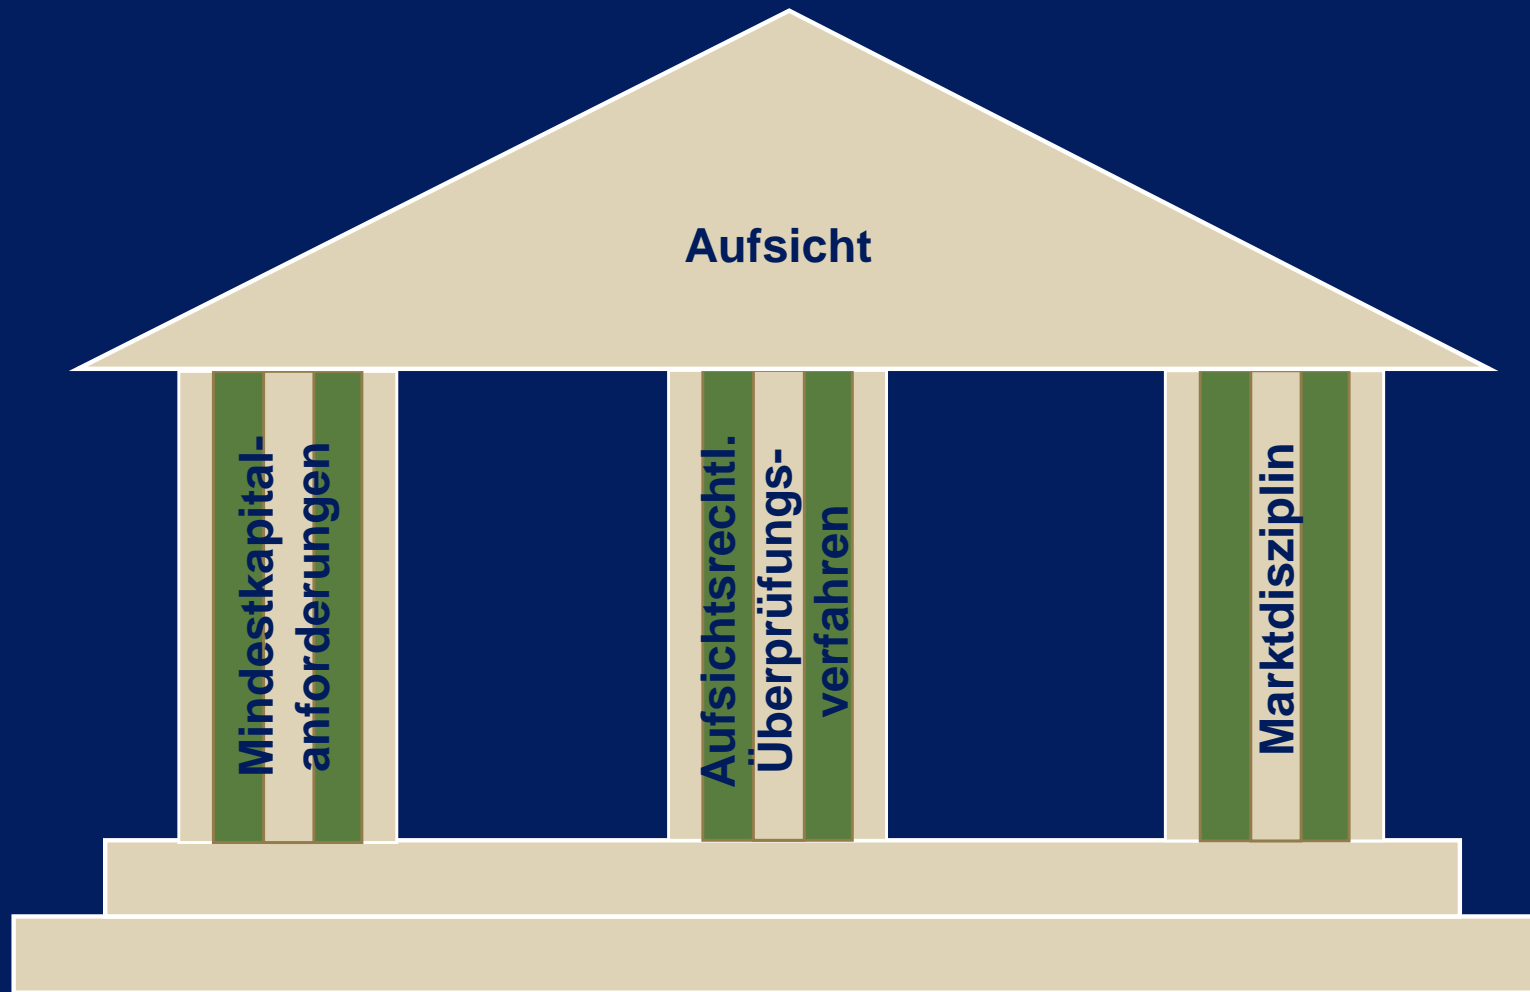 Aufsicht
Mindestkapital-
anforderungen
Aufsichtsrechtl.
Überprüfungs-
verfahren
Marktdisziplin